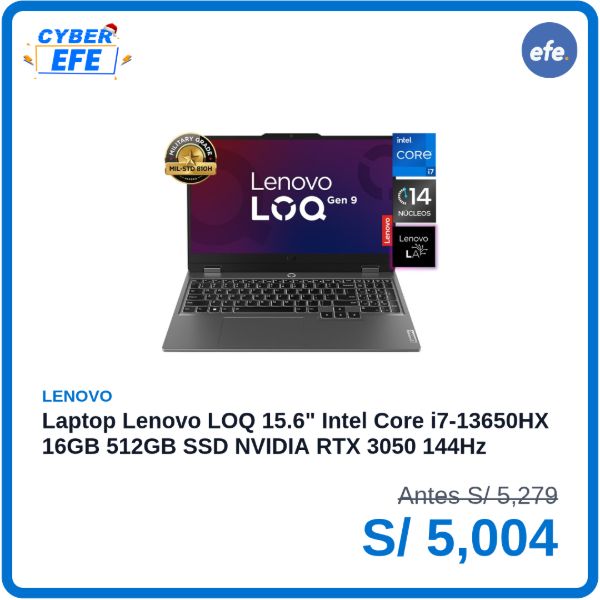 CYBER
EFE
efe.
MILITARY GRADE
MIL-STD 810H
Lenovo
LOQ Gen 9
intel
CORE
i7
14
NÚCLEOS
Lenovo
Lenovo
LA
LENOVO
Laptop Lenovo LOQ 15.6" Intel Core i7-13650HX
16GB 512GB SSD NVIDIA RTX 3050 144Hz
Antes S/ 5,279
S/ 5,004